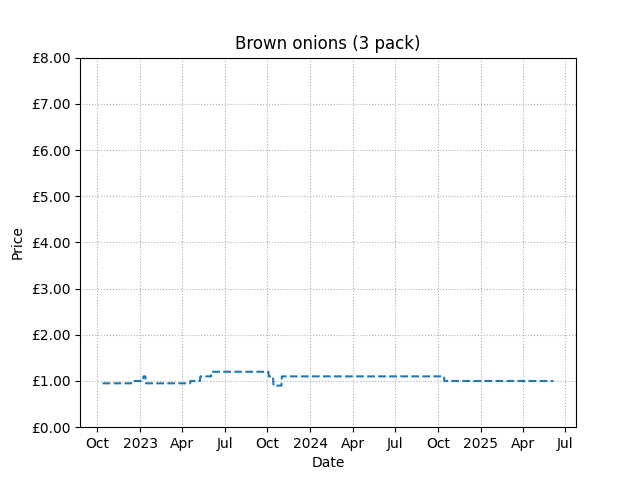 Brown onions (3 pack)
£8.00
£7.00
£6.00
£5.00
£4.00
£3.00
£2.00
£1.00
£0.00
Price
Oct 2023 Apr Jul Oct 2024 Apr Jul Oct 2025 Apr Jul
Date